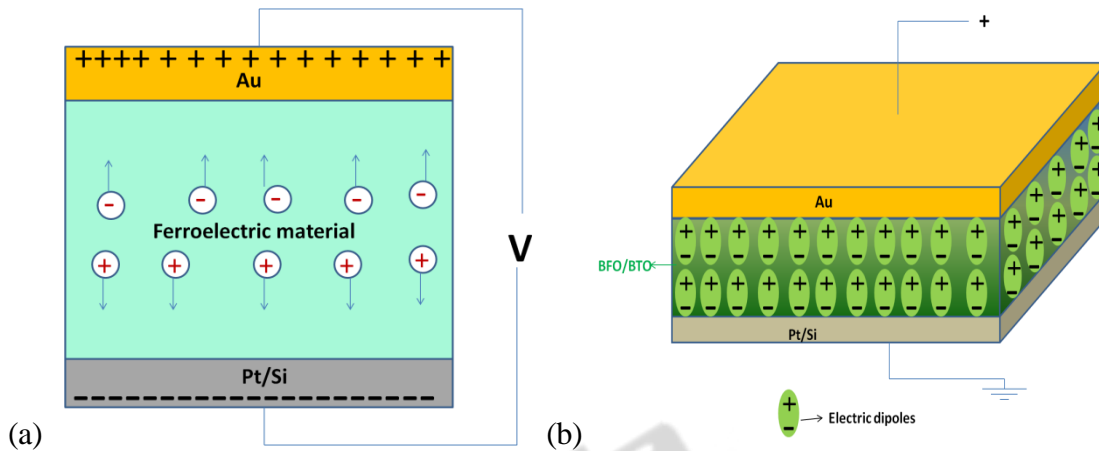 +++++ + + + + + + + + + +
Au
- - - - -
Ferroelectric material
+ + + + +
Pt/Si
V
(a)
+
Au
+ + + + + + + + + + +
- - - - - - - - - - -
BFO/BTO
+ + + + + + + + + + +
- - - - - - - - - - -
Pt/Si
+
-
Electric dipoles
(b)